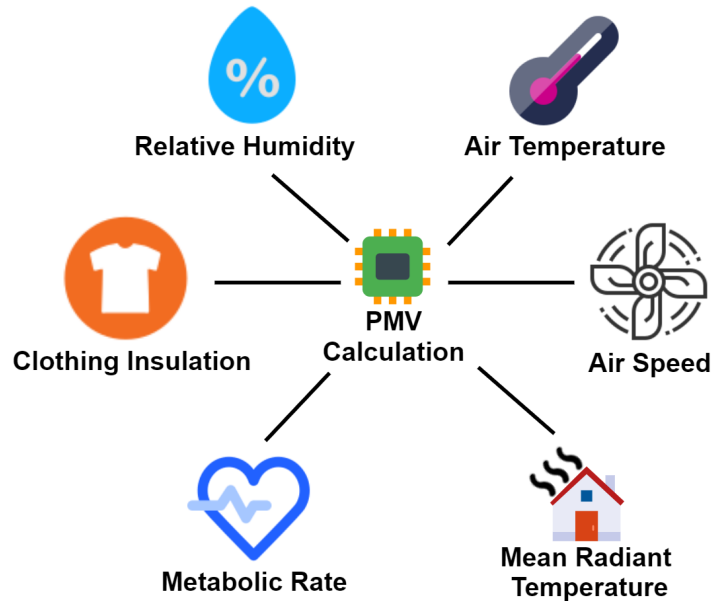 %
Relative Humidity
Air Temperature
Clothing Insulation
PMV
Calculation
Air Speed
Metabolic Rate
Mean Radiant
Temperature